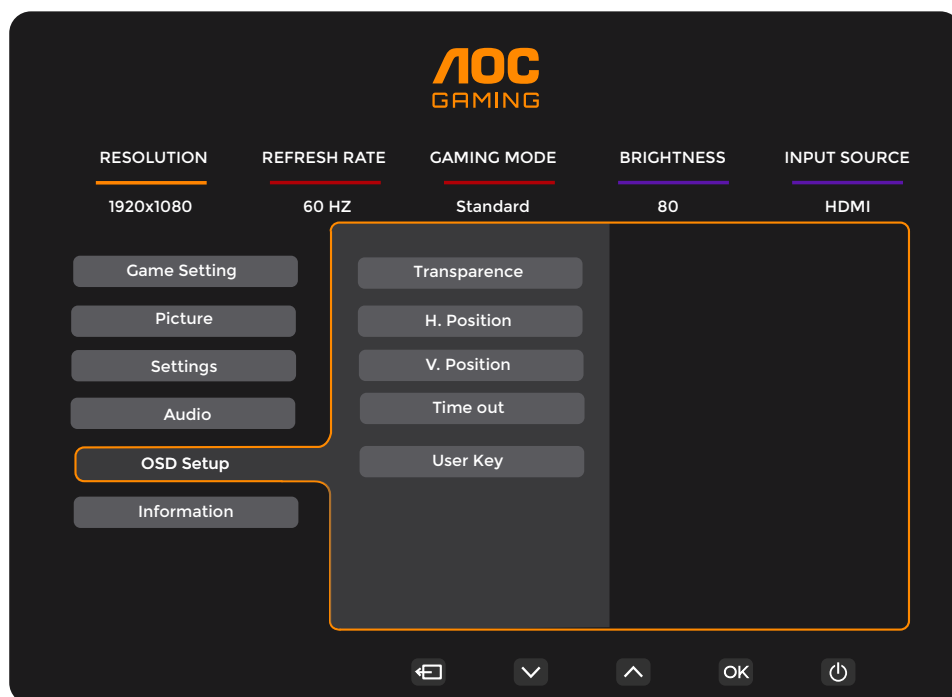 AOC
GAMING
RESOLUTION REFRESH RATE GAMING MODE BRIGHTNESS INPUT SOURCE
1920x1080 60 HZ Standard 80 HDMI
Game Setting
Picture
Settings
Audio
OSD Setup
Information
Transparence
H. Position
V. Position
Time out
User Key
OK